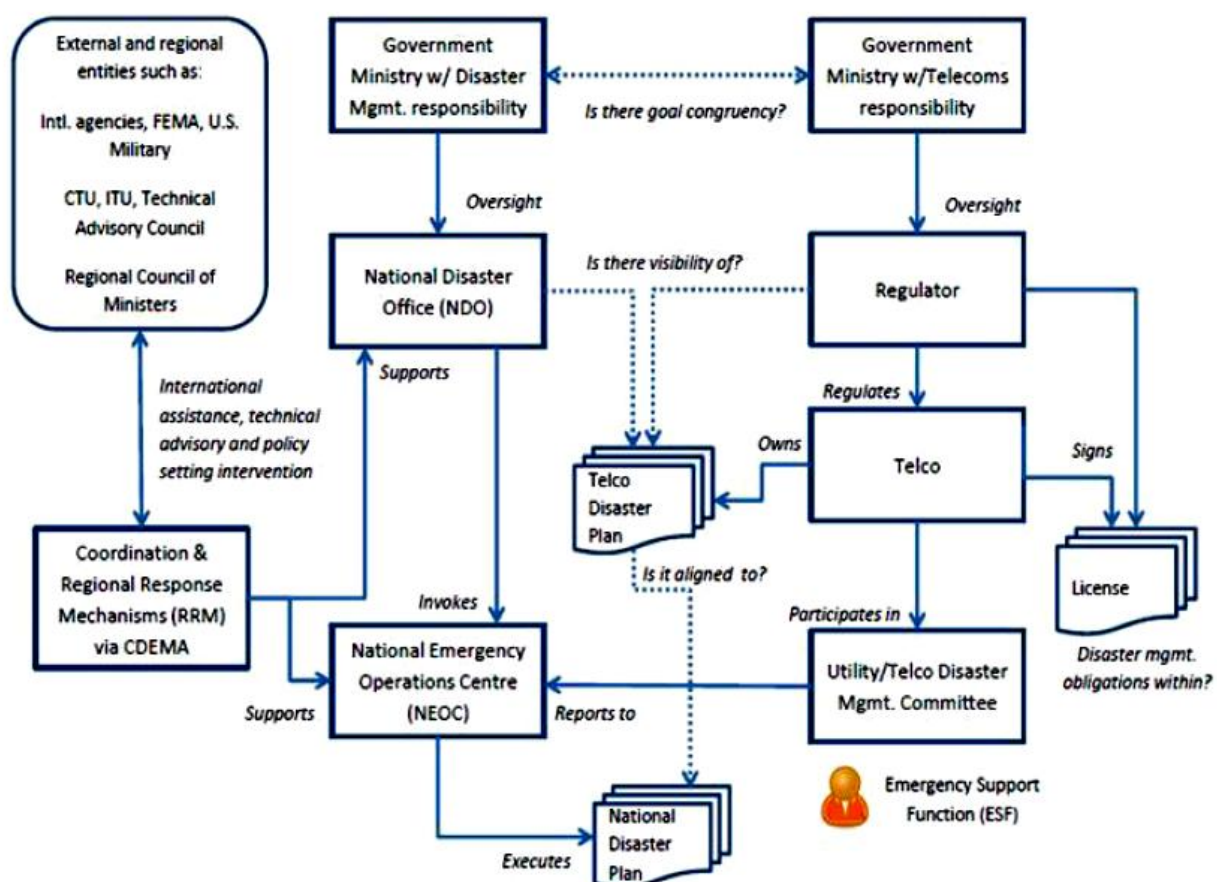 External and regional
entities such as:
Intl. agencies, FEMA, U.S.
Military
CTU, ITU, Technical
Advisory Council
Regional Council of
Ministers
Government
Ministry w/ Disaster
Mgmt. responsibility
Is there goal congruency?
Government
Ministry w/Telecoms
responsibility
Oversight
Oversight
National Disaster
Office (NDO)
Is there visibility of?
Regulator
International
assistance, technical
advisory and policy
setting intervention
Supports
Regulates
Owns
Telco
Signs
Telco
Disaster
Plan
Coordination &
Regional Response
Mechanisms (RRM)
via CDEMA
Invokes
Is it aligned to?
Participates in
License
Disaster mgmt.
obligations within?
National Emergency
Operations Centre
(NEOC)
Supports
Reports to
Utility/Telco Disaster
Mgmt. Committee
Emergency Support
Function (ESF)
Executes
National
Disaster
Plan